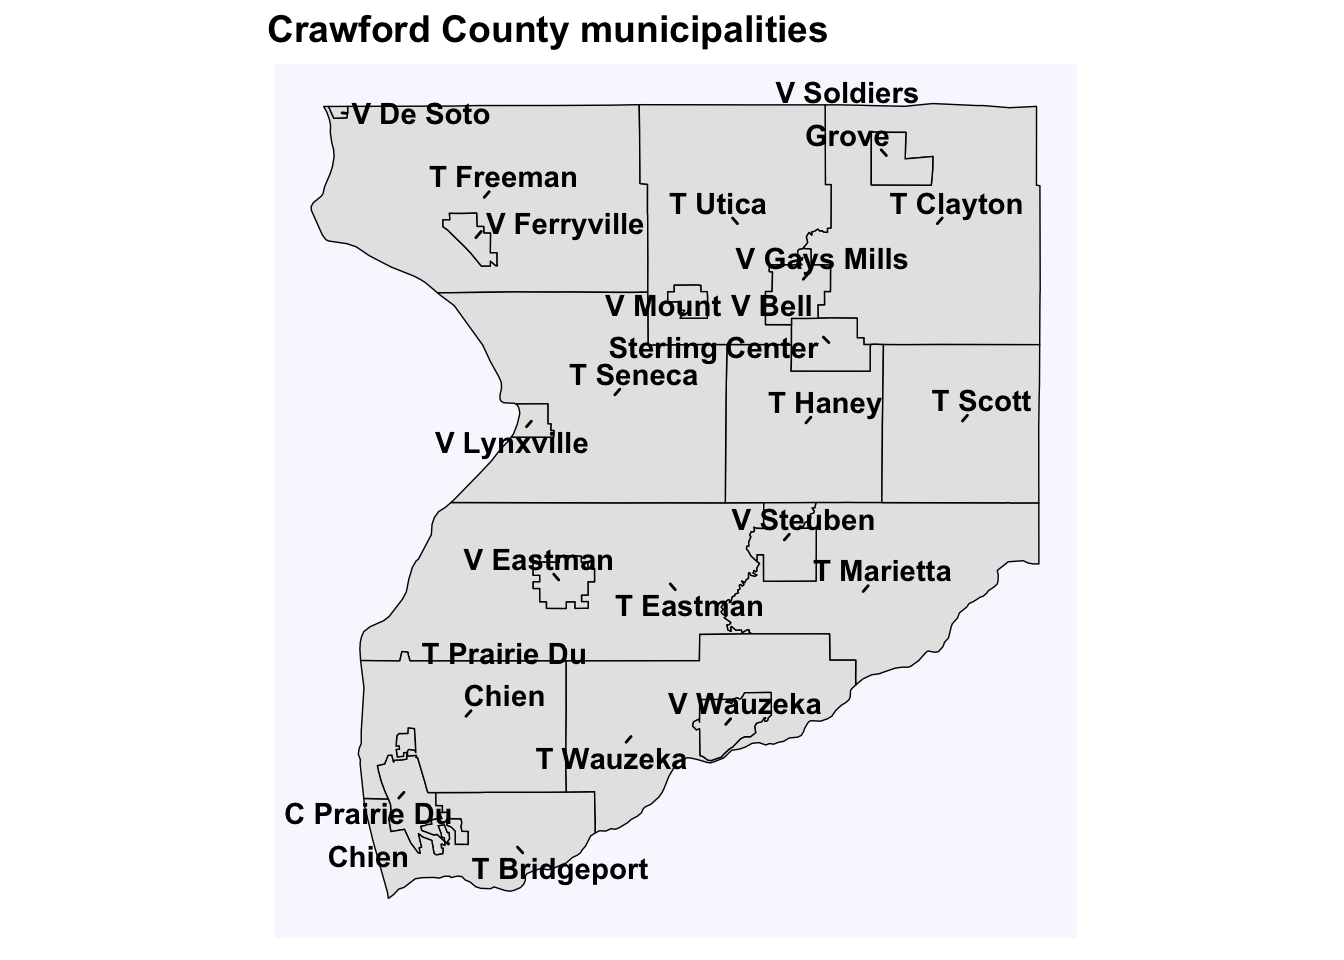 Crawford County municipalities
V Soldiers
Grove
V De Soto
T Freeman
T Utica
T Clayton
V Ferryville
V Gays Mills
V Mount
Sterling
V Bell
Center
T Seneca
T Haney
T Scott
V Lynxville
V Steuben
V Eastman
T Marietta
T Eastman
T Prairie Du
Chien
V Wauzeka
T Wauzeka
C Prairie Du
Chien
T Bridgeport